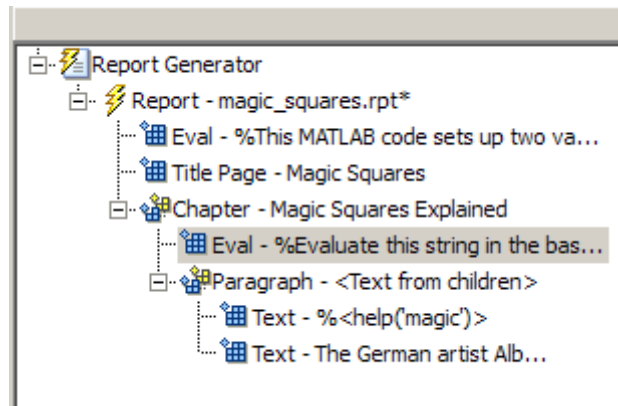 Report Generator
Report - magic_squares.rpt*
Eval - %This MATLAB code sets up two va...
Title Page - Magic Squares
Chapter - Magic Squares Explained
Eval - %Evaluate this string in the bas...
Paragraph - <Text from children>
Text - %<help('magic')>
Text - The German artist Alb...